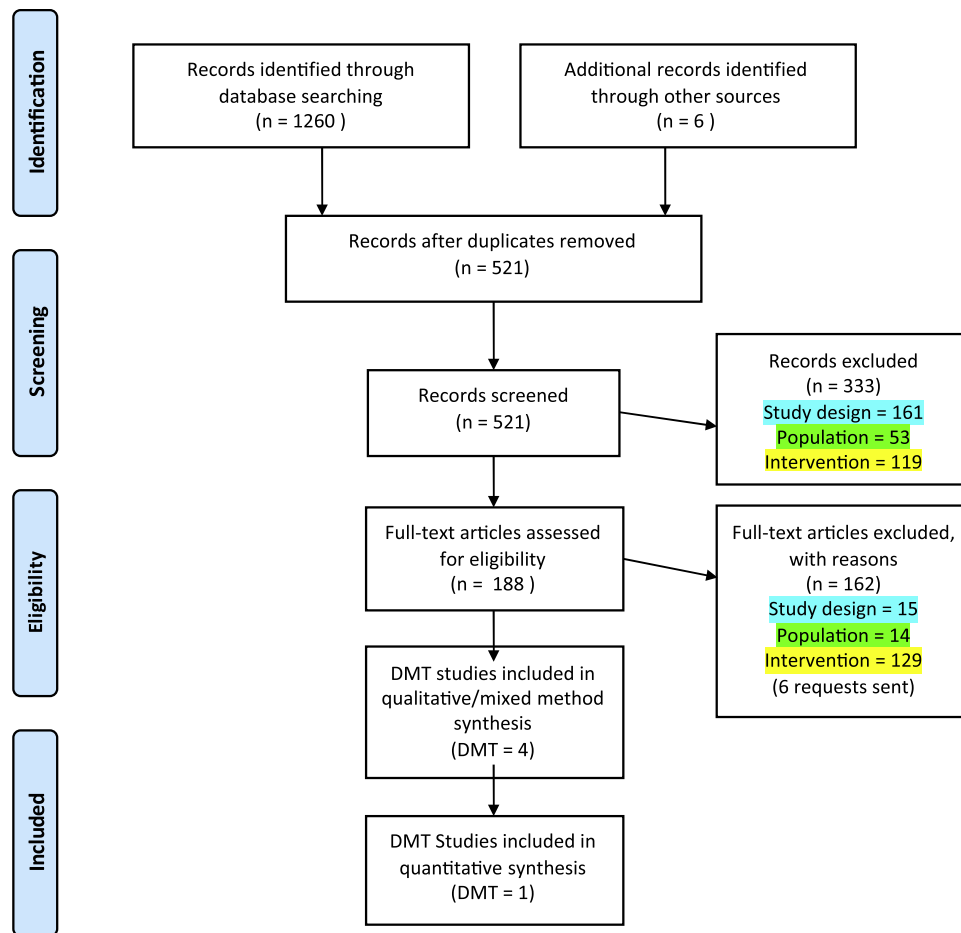 Identification
Records identified through
database searching
(n = 1260 )
Additional records identified
through other sources
(n = 6 )
Records after duplicates removed
(n = 521)
Screening
Records screened
(n = 521)
Records excluded
(n = 333)
Study design = 161
Population = 53
Intervention = 119
Eligibility
Full-text articles assessed
for eligibility
(n = 188 )
Full-text articles excluded,
with reasons
(n = 162)
Study design = 15
Population = 14
Intervention = 129
(6 requests sent)
DMT studies included in
qualitative/mixed method
synthesis
(DMT = 4)
Included
DMT Studies included in
quantitative synthesis
(DMT = 1)